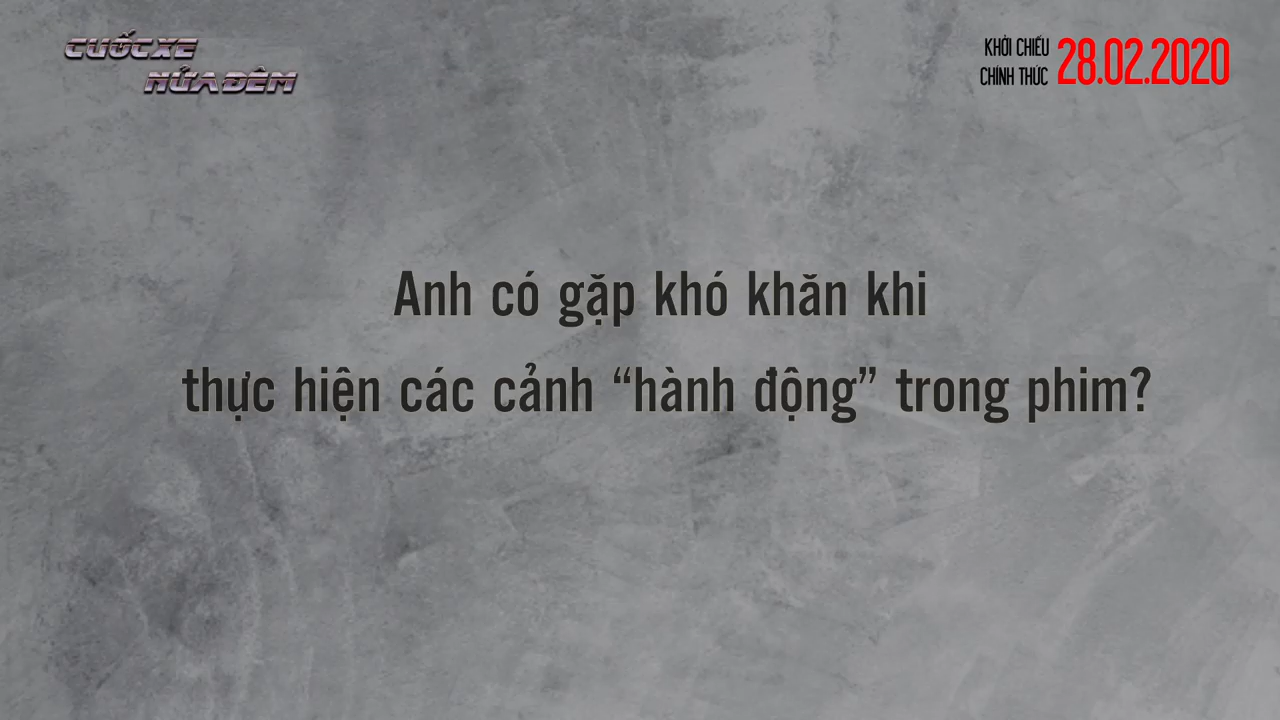 CUỐC XE
NỬA ĐÊM
KHỞI CHIẾU
CHÍNH THỨC
28.02.2020
Anh có gặp khó khăn khi
thực hiện các cảnh “hành động” trong phim?